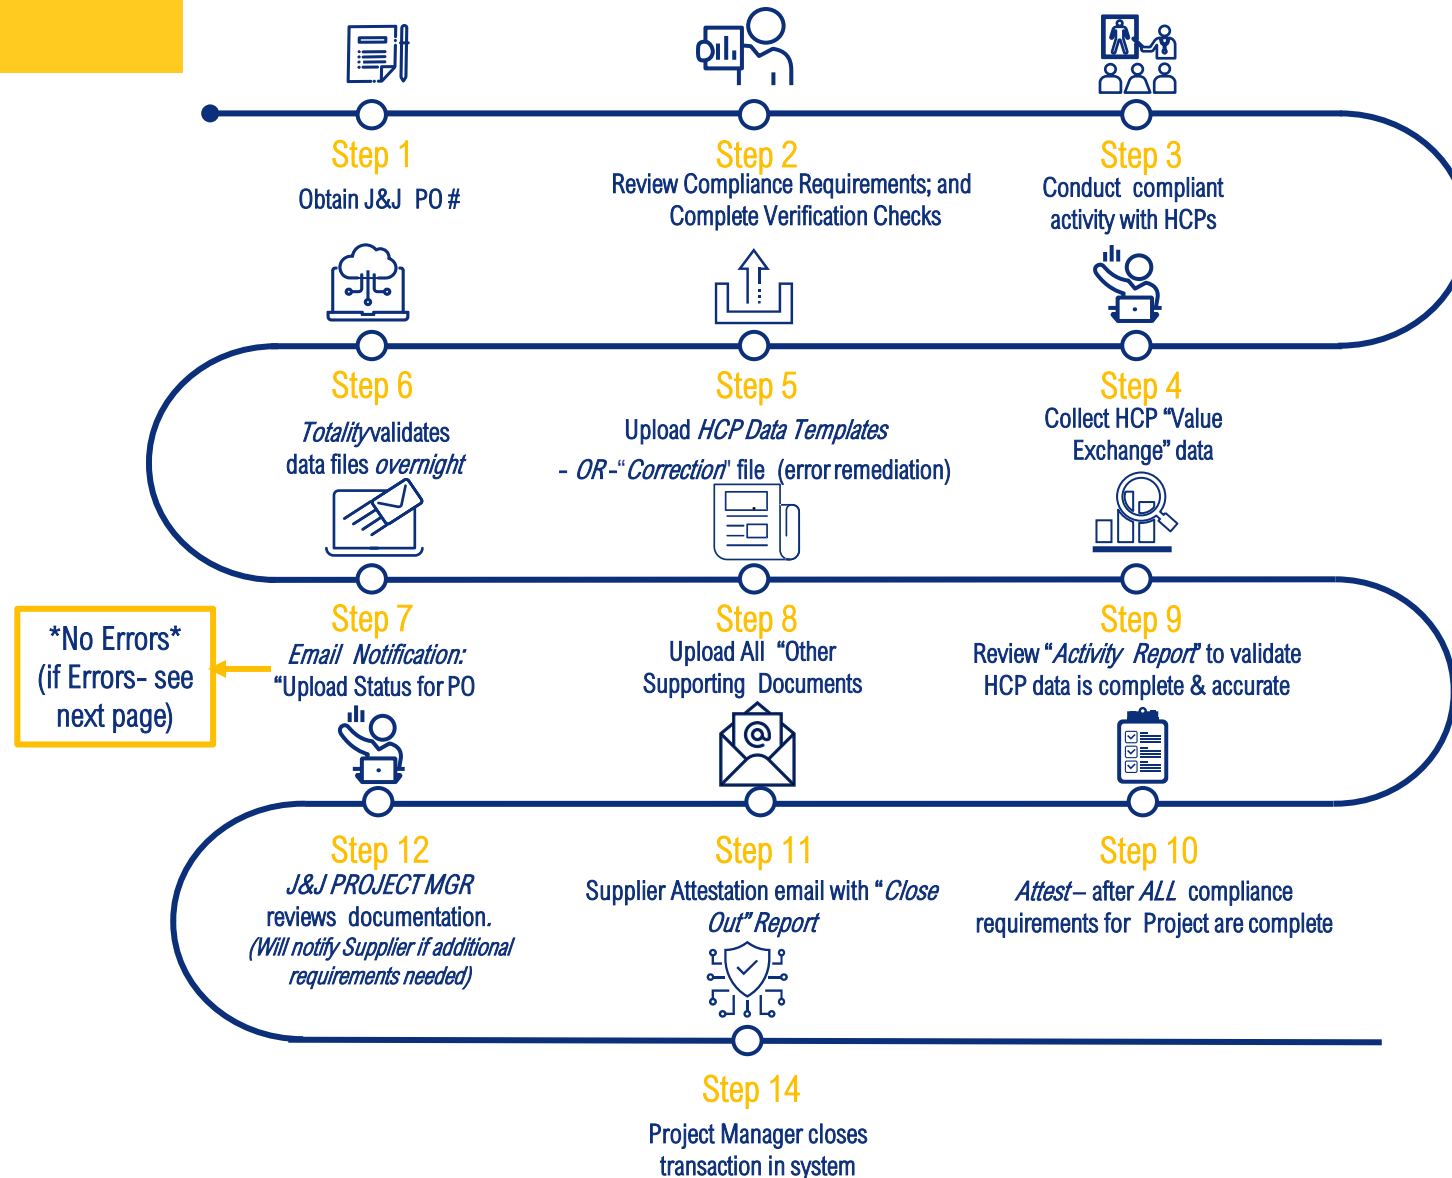 Step 1
Obtain J&J PO #
Step 2
Review Compliance Requirements; and
Complete Verification Checks
Step 3
Conduct compliant
activity with HCPs
Step 4
Collect HCP “Value
Exchange” data
Step 5
Upload HCP Data Templates
- OR -“Correction" file (error remediation)
Step 6
Totality validates
data files overnight
Step 7
Email Notification:
“Upload Status for PO
*No Errors*
(if Errors- see
next page)
Step 8
Upload All “Other
Supporting Documents
Step 9
Review “Activity Report” to validate
HCP data is complete & accurate
Step 10
Attest – after ALL compliance
requirements for Project are complete
Step 11
Supplier Attestation email with “Close
Out” Report
Step 12
J&J PROJECT MGR
reviews documentation.
(Will notify Supplier if additional
requirements needed)
Step 14
Project Manager closes
transaction in system